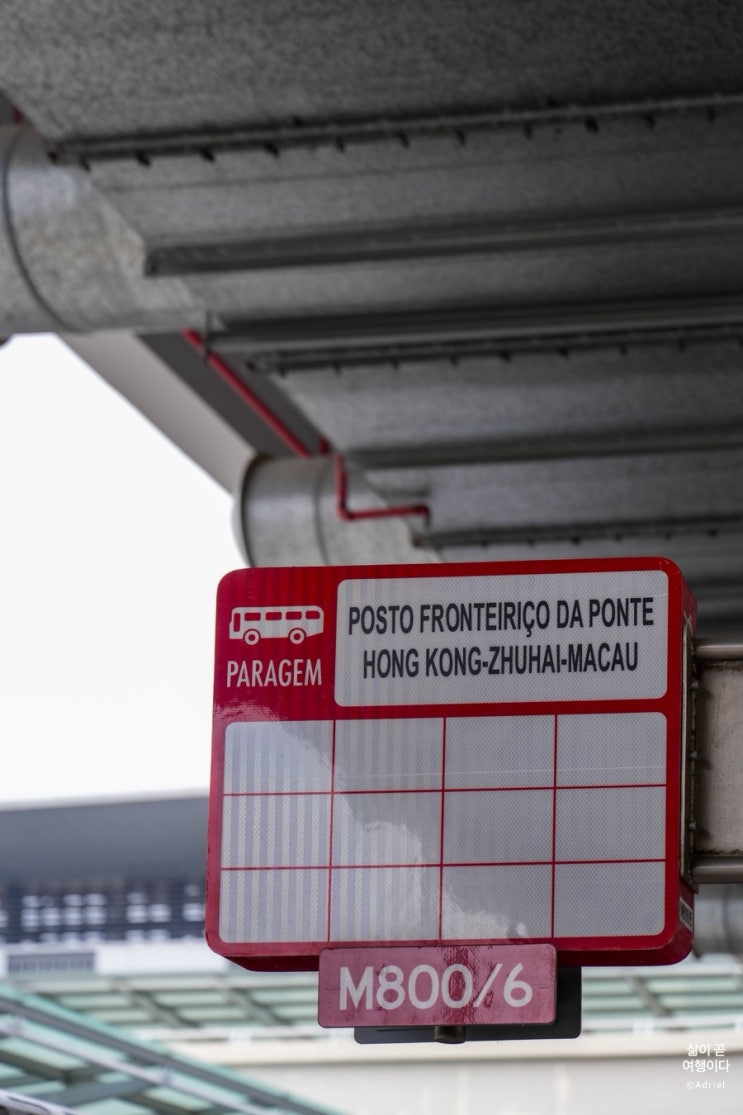 PARAGEM
POSTO FRONTEIRIÇO DA PONTE
HONG KONG-ZHUHAI-MACAU
M800/6
삶이 곧
여행이다
©Adriel